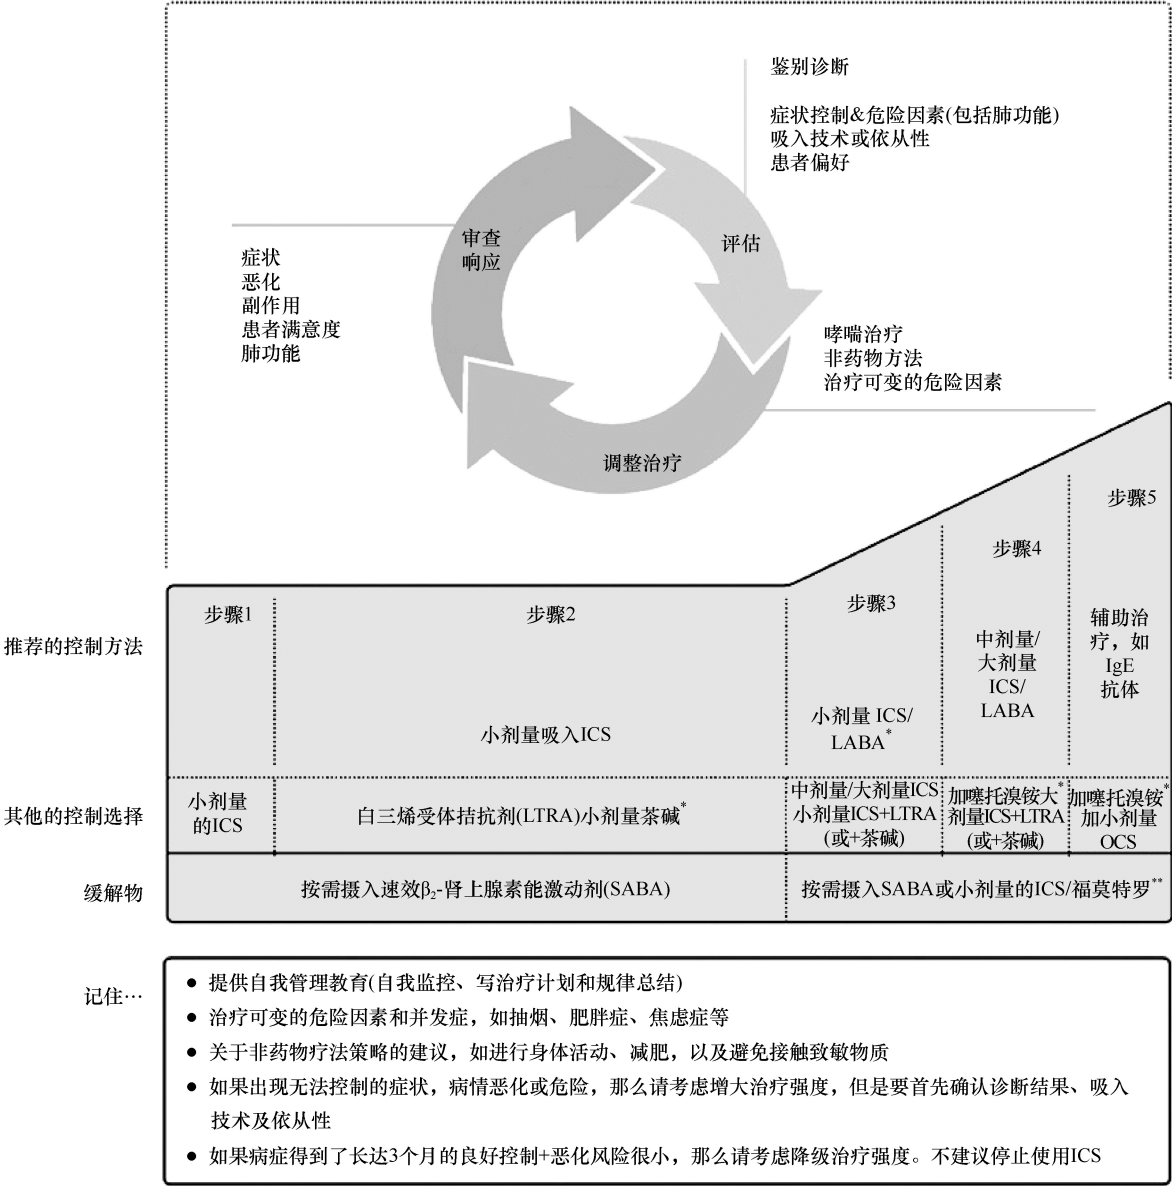 鉴别诊断
症状控制&危险因素(包括肺功能)
吸入技术或依从性
患者偏好
审查
响应
评估
症状
恶化
副作用
患者满意度
肺功能
哮喘治疗
非药物方法
治疗可变的危险因素
调整治疗
推荐的控制方法
步骤1
步骤2
小剂量吸入ICS
步骤3
小剂量 ICS/
LABA*
步骤4
中剂量/
大剂量
ICS/
LABA
步骤5
辅助治
疗，如
IgE
抗体
其他的控制选择
小剂量
的ICS
白三烯受体拮抗剂(LTRA)小剂量茶碱*
中剂量/大剂量ICS
小剂量ICS+LTRA
(或+茶碱)
加噻托溴铵大*
剂量ICS+LTRA
(或+茶碱)
加噻托溴铵*
加小剂量
OCS
缓解物
按需摄入速效β₂-肾上腺素能激动剂(SABA)
按需摄入SABA或小剂量的ICS/福莫特罗**
记住…
● 提供自我管理教育(自我监控、写治疗计划和规律总结)
● 治疗可变的危险因素和并发症，如抽烟、肥胖症、焦虑症等
● 关于非药物疗法策略的建议，如进行身体活动、减肥，以及避免接触致敏物质
● 如果出现无法控制的症状，病情恶化或危险，那么请考虑增大治疗强度，但是要首先确认诊断结果、吸入
技术及依从性
● 如果病症得到了长达3个月的良好控制+恶化风险很小，那么请考虑降级治疗强度。不建议停止使用ICS